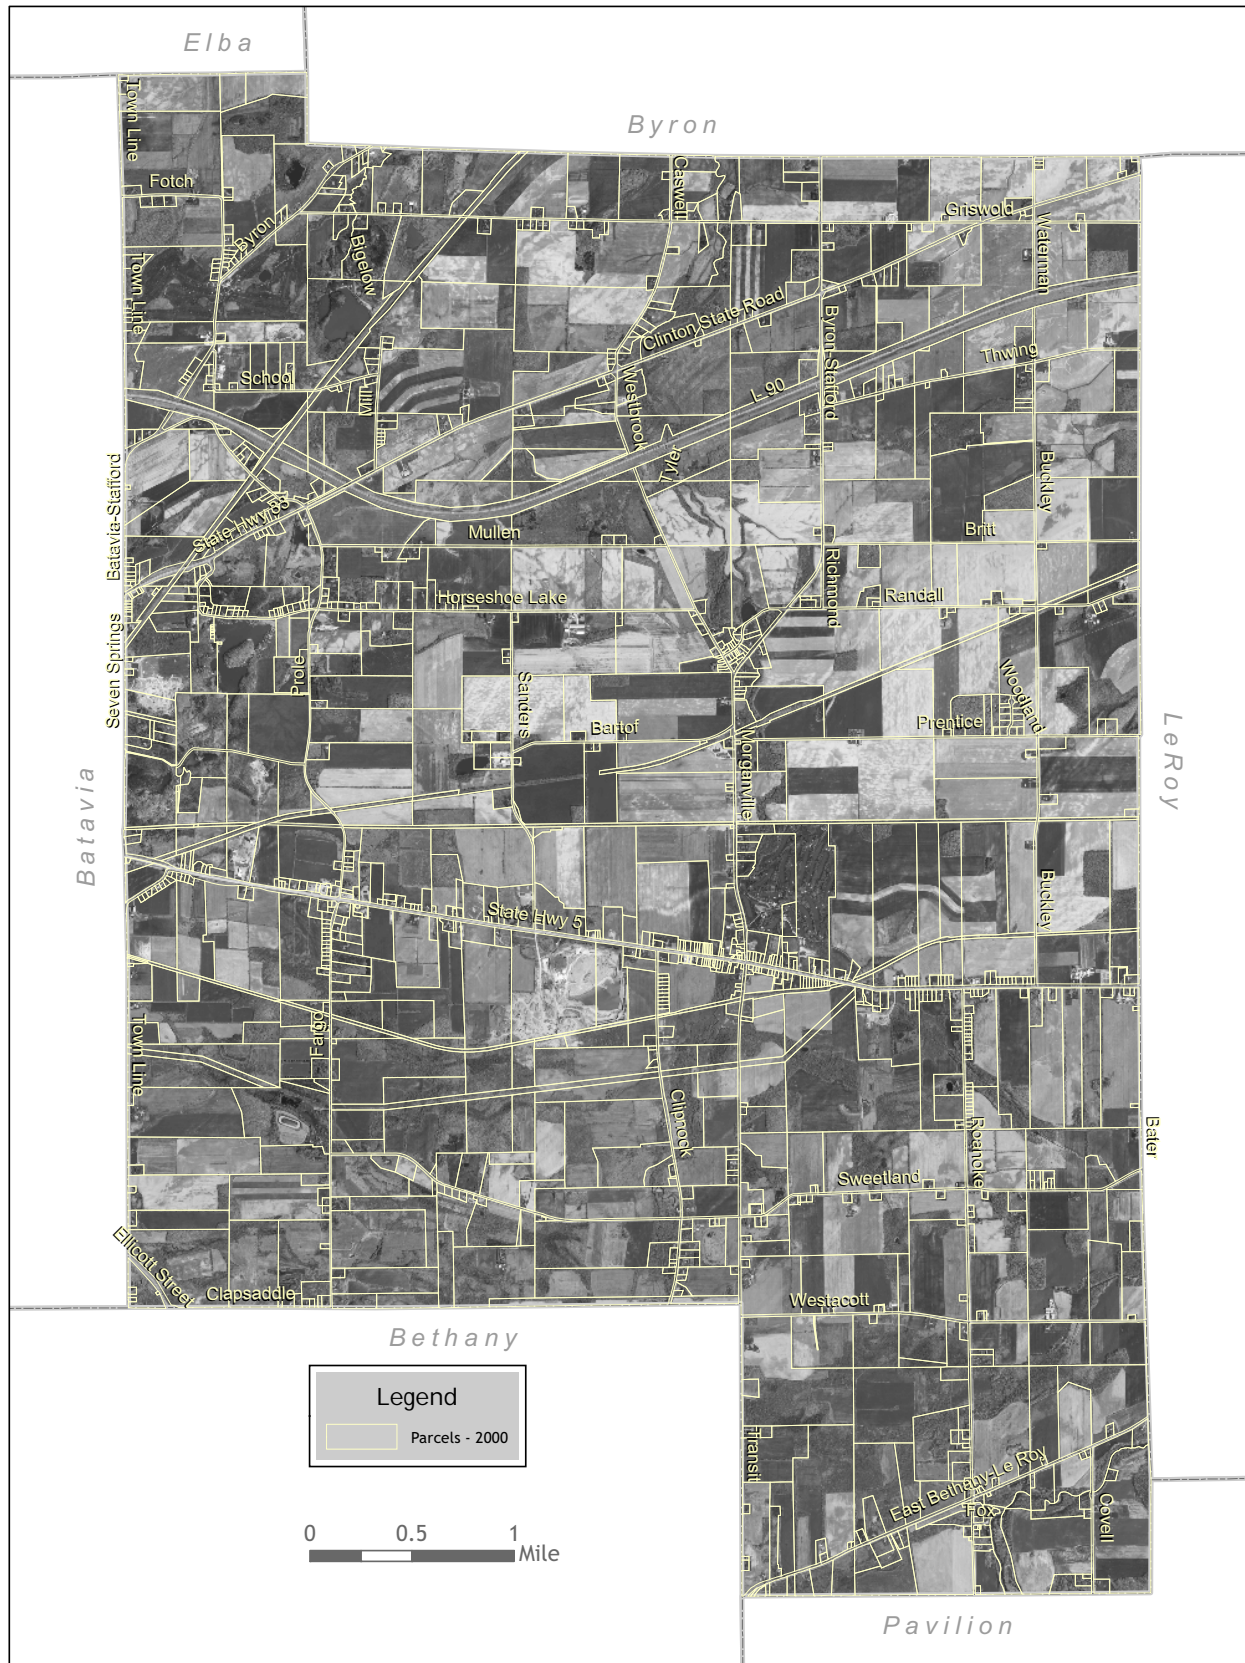 Elba
Byron
Town Line
Fotch
Caswell
Griswold
Byron
Waterman
Bigelow
Town Line
Clinton State Road
Byron-Stafford
Thwing
School
Mill
Westbrook
I- 90
Tyler
Buckley
Batavia-Stafford
State Hwy 33
Mullen
Britt
Richmond
Horseshoe Lake
Randall
Seven Springs
Prole
Sanders
Woodland
Bartof
Prentice
Morganville
LeRoy
Batavia
Buckley
State Hwy 5
Fargo
Town Line
Clipnock
Roanoke
Bater
Sweetland
Ellicott Street
Clapsaddle
Westacott
Bethany
Legend
Parcels - 2000
Transit
East Bethany-Le Roy
Fox
Covell
0 0.5 1
Mile
Pavilion